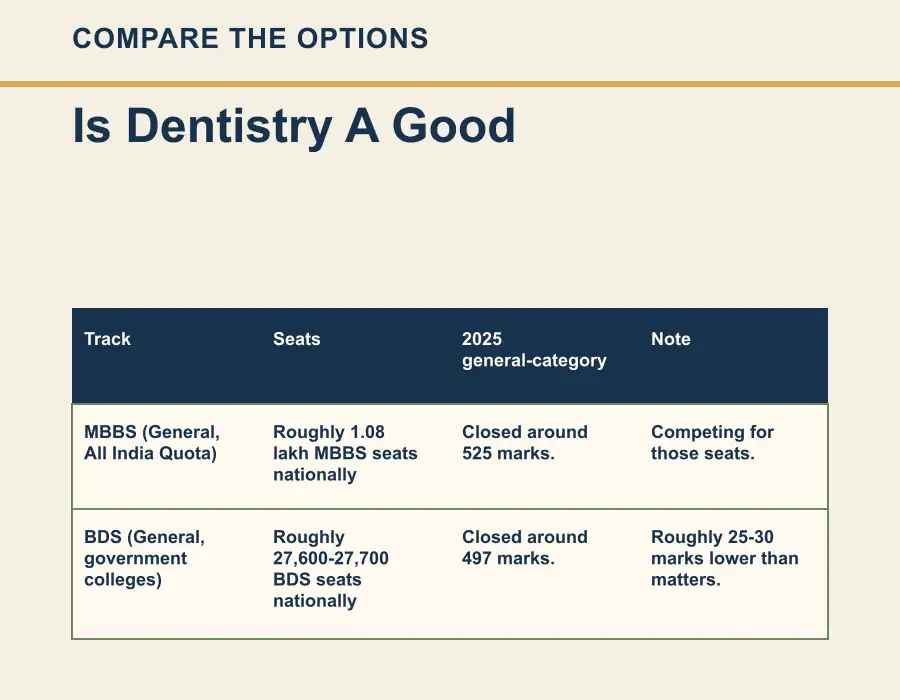 COMPARE THE OPTIONS
Is Dentistry A Good
Track
Seats
2025
general-category
Note
MBBS (General,
All India Quota)
Roughly 1.08
lakh MBBS seats
nationally
Closed around
525 marks.
Competing for
those seats.
BDS (General,
government
colleges)
Roughly
27,600-27,700
BDS seats
nationally
Closed around
497 marks.
Roughly 25-30
marks lower than
matters.